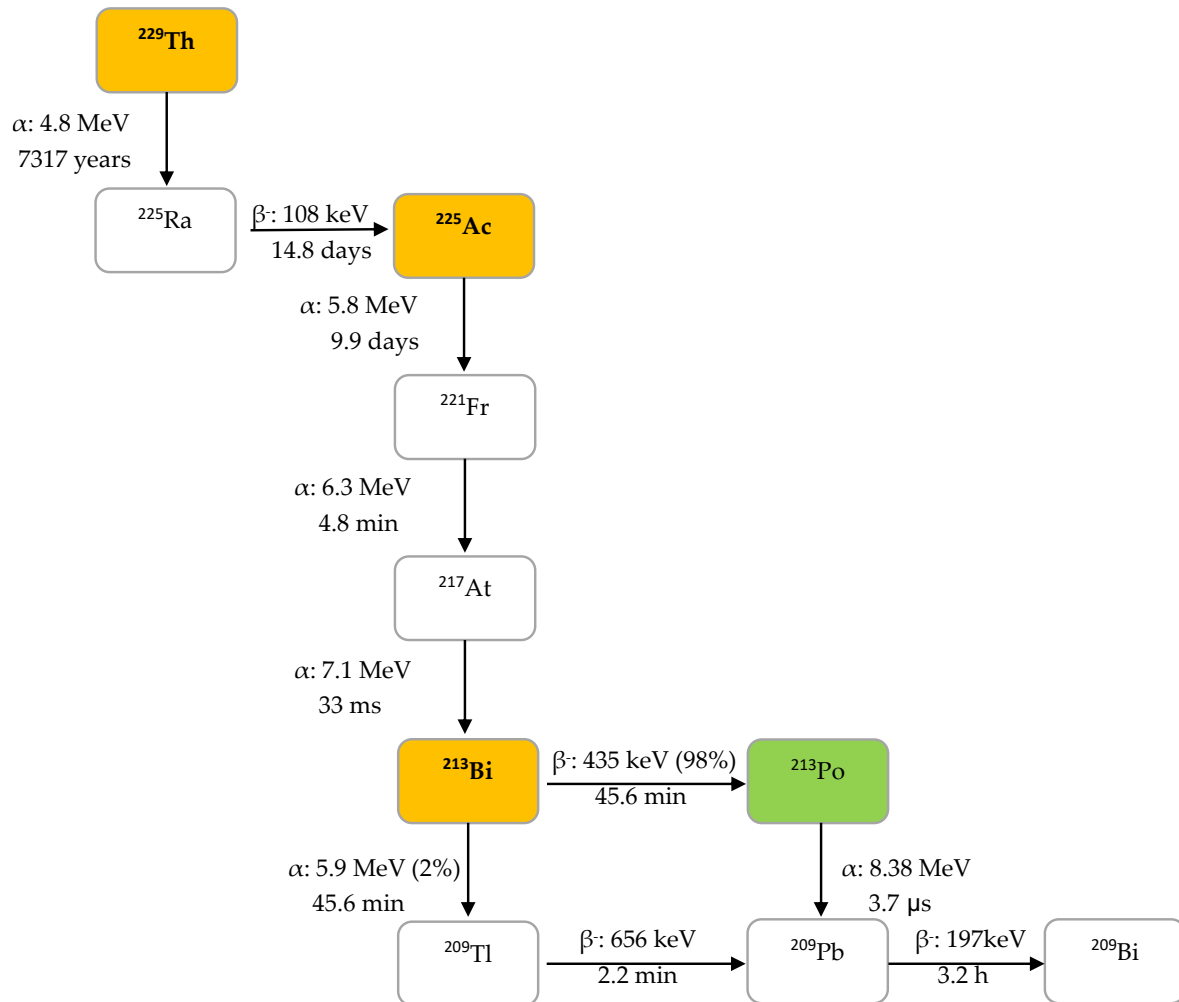 ²²⁹Th
α: 4.8 MeV
7317 years
²²⁵Ra
β⁻: 108 keV
14.8 days
²²⁵Ac
α: 5.8 MeV
9.9 days
²²¹Fr
α: 6.3 MeV
4.8 min
²¹⁷At
α: 7.1 MeV
33 ms
²¹³Bi
β⁻: 435 keV (98%)
45.6 min
²¹³Po
α: 5.9 MeV (2%)
45.6 min
α: 8.38 MeV
3.7 µs
²⁰⁹Tl
β⁻: 656 keV
2.2 min
²⁰⁹Pb
β⁻: 197keV
3.2 h
²⁰⁹Bi